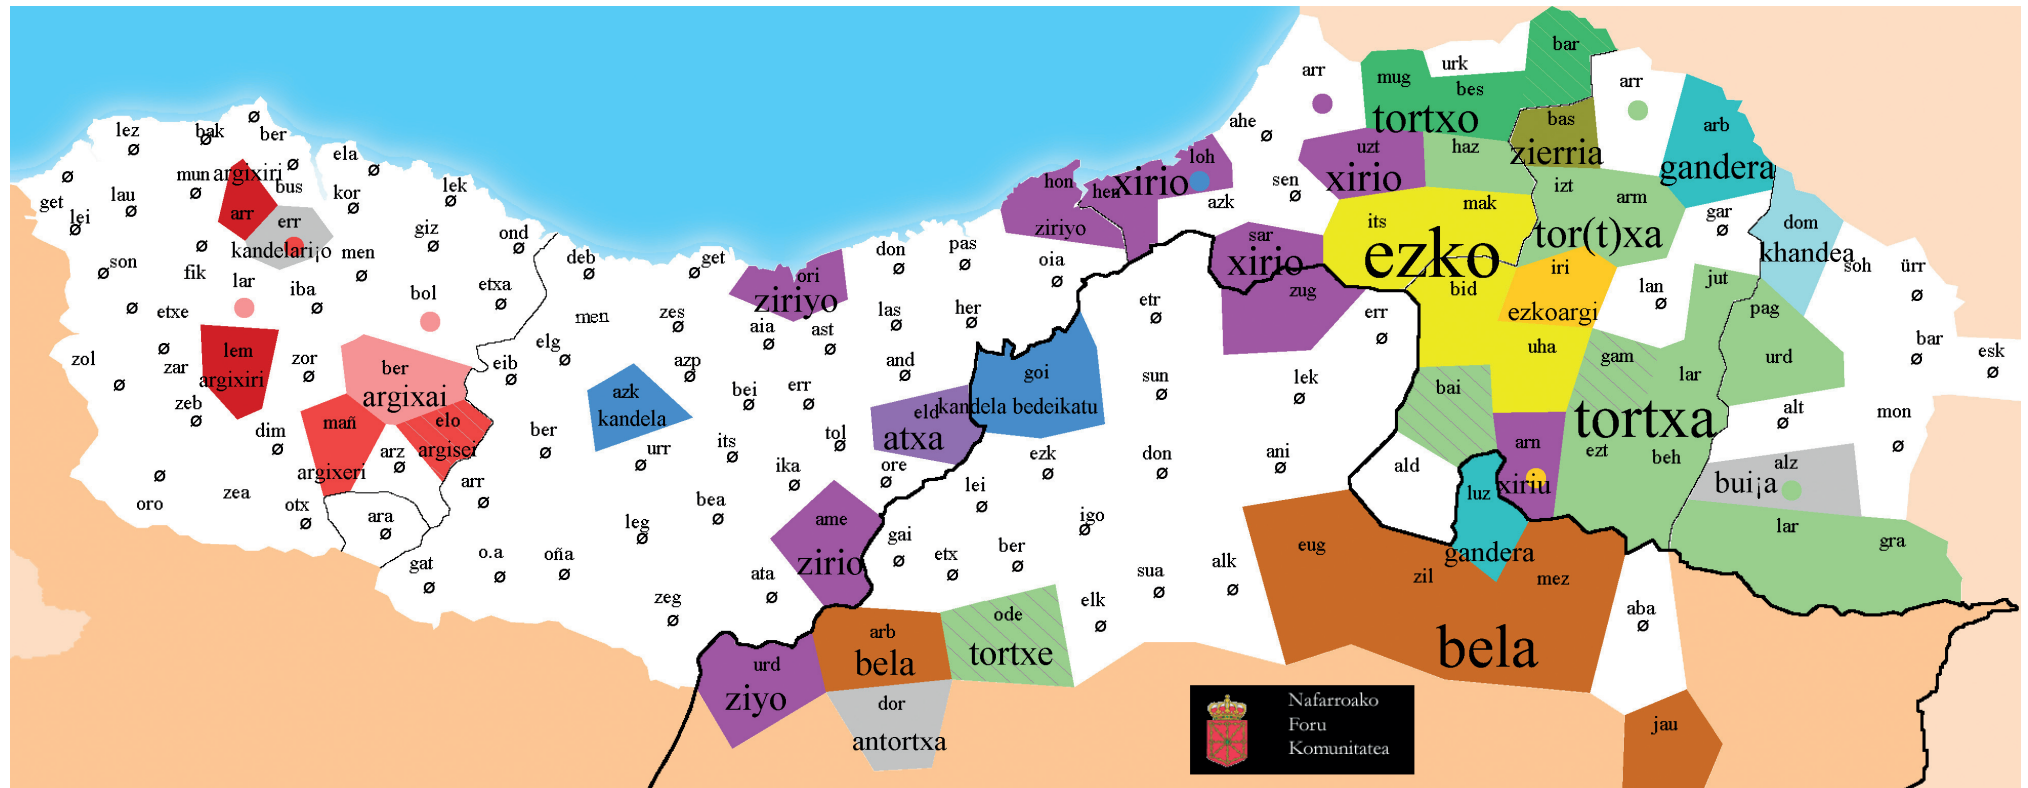 bar
urk
arr
mug
arr
bes
lez
bak
ber
ahe
tortxo
bas
arb
ela
uzt
haz
zierria
loh
gandera
mun
argixiri
bus
lek
hon
hen
xirio
sen
xirio
izt
arm
get
lau
kor
azk
mak
gar
lei
arr
err
giz
ond
ziriyo
sar
its
ezko
tor(t)xa
dom
khandea
kandelari¡o
men
don
pas
oia
xirio
son
fik
deb
get
ori
iri
soh
ürr
lar
iba
bol
etxa
ziriyo
etr
zug
bid
lan
jut
etxe
men
zes
aia
ast
las
her
err
ezkoargi
pag
zol
zar
lem
argixiri
zor
ber
argixai
eib
elg
azp
and
goi
sun
uha
gam
lar
urd
bar
esk
zeb
azk
kandela
bei
err
eld
kandela bedeikatu
lek
bai
tortxa
alt
mon
dim
mañ
elo
argisei
ber
urr
its
tol
atxa
arn
argixeri
arz
arr
ika
ore
ezk
don
ani
ald
ezt
beh
alz
bui¡a
oro
zea
otx
ara
bea
lei
luz
xiriu
leg
ame
gai
igo
eug
gandera
lar
gra
gat
o.a
oña
ata
zirio
etx
ber
sua
alk
zil
mez
zeg
arb
ode
elk
aba
urd
bela
tortxe
bela
ziyo
dor
antortxa
jau
Nafarroako
Foru
Komunitatea